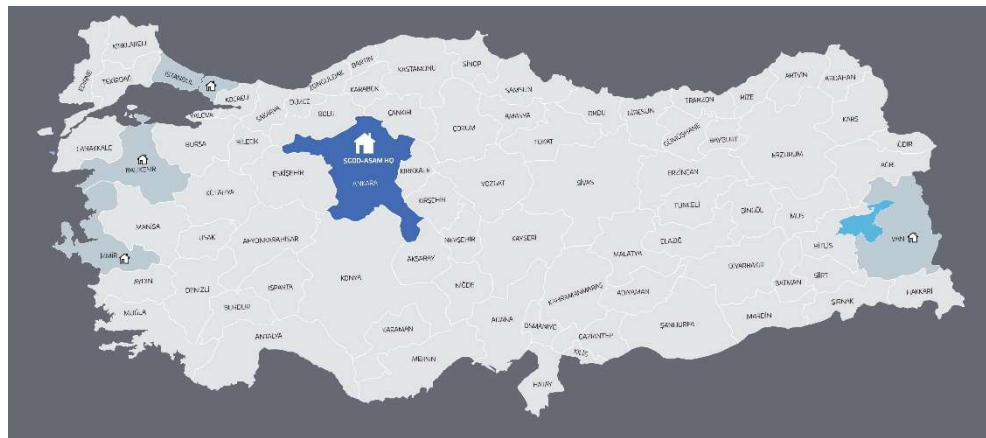 KIRKLARELİ
EDİRNE
TEKİRDAĞ
İSTANSUL
KOCAELİ
YALOVA
SAKARYA
DÜZCE
ZONGULDAK
BARTIN
KARABÜK
KASTAMONU
SİNOP
SAMSUN
ORDU
GİRESUN
TRABZON
RİZE
ARTVİN
ARDAHAN
KARS
IĞDIR
AĞRI
BOLU
ÇANKIRI
ÇORUM
AMASYA
TOKAT
GÜMÜŞHANE
BAYBURT
ERZURUM
ÇANAKKALE
BALIKESİR
BURSA
BİLECİK
ESKİŞEHİR
SGDD-ASAM HQ
ANKARA
KIRIKKALE
YOZGAT
SİVAS
ERZİNCAN
KÜTAHYA
KIRŞEHİR
TUNCELİ
BİNGÖL
MUŞ
MANİSA
UŞAK
AFYONKARAHİSAR
NEVŞEHİR
KAYSERİ
MALATYA
ELAZIĞ
BİTLİS
VAN
İZMİR
AKSARAY
DİYARBAKIR
AYDIN
DENİZLİ
ISPARTA
KONYA
NİĞDE
KAHRAMANMARAŞ
ADIYAMAN
BATMAN
SİİRT
ŞIRNAK
HAKKARİ
MUĞLA
BURDUR
ANTALYA
KARAMAN
MERSİN
ADANA
OSMANİYE
GAZİANTEP
KİLİS
ŞANLIURFA
MARDİN
HATAY